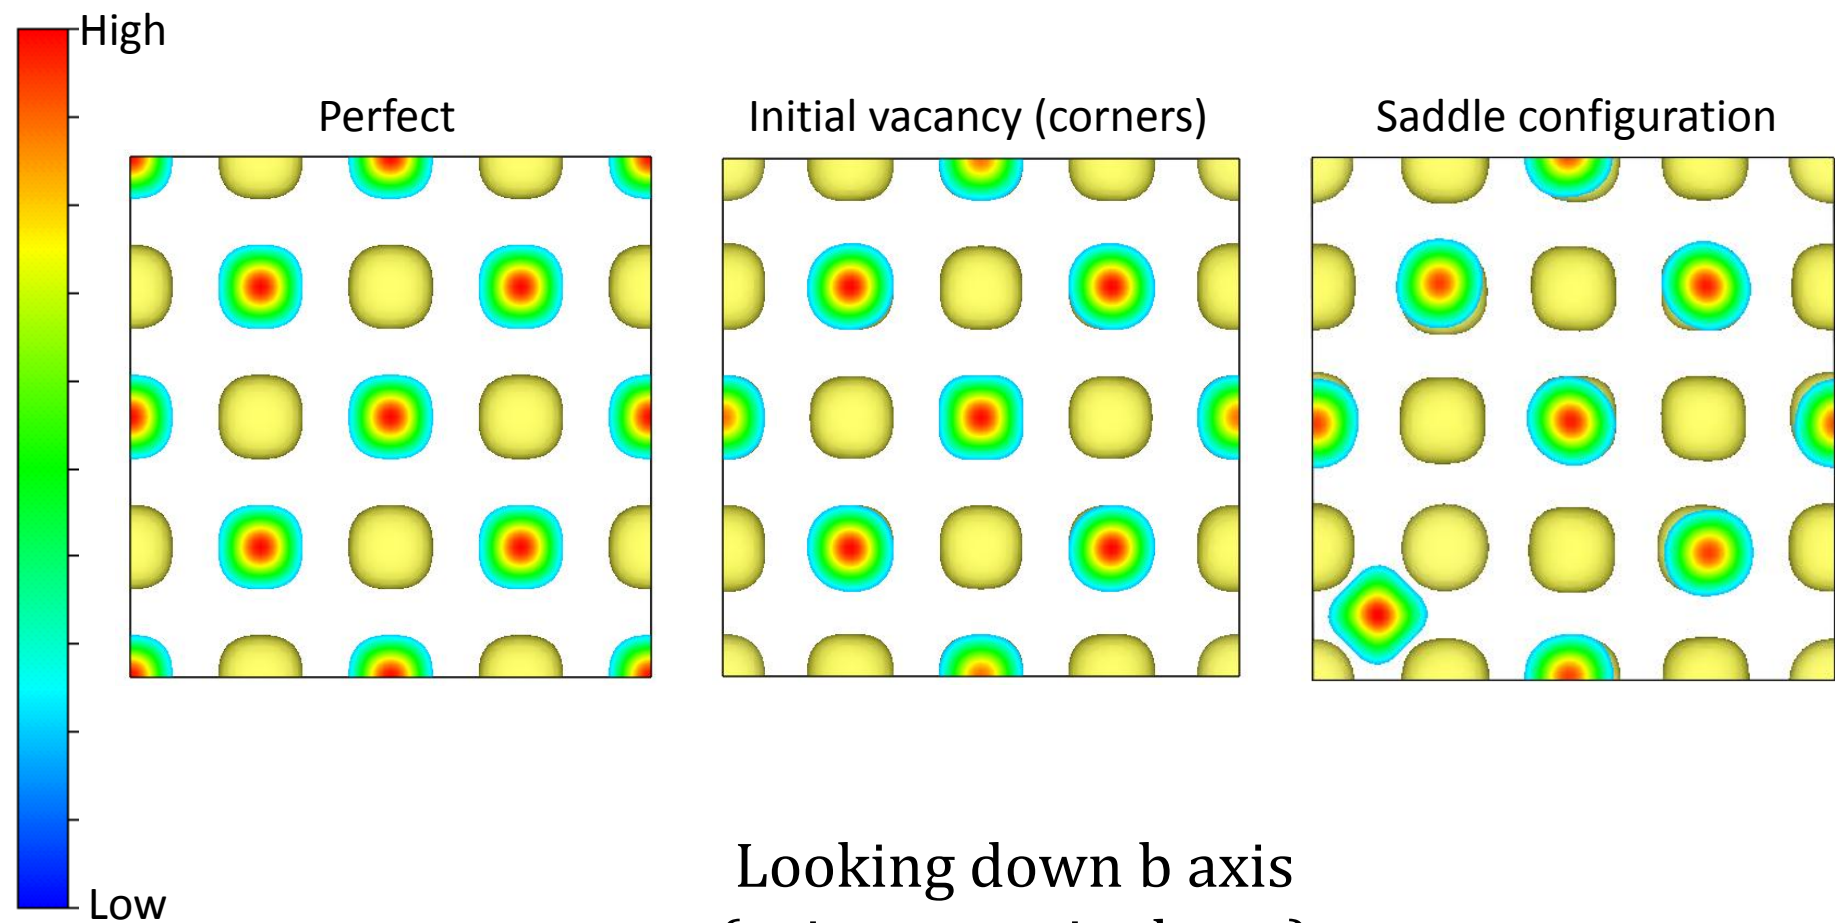 High
Perfect
Initial vacancy (corners)
Saddle configuration
Low
Looking down b axis